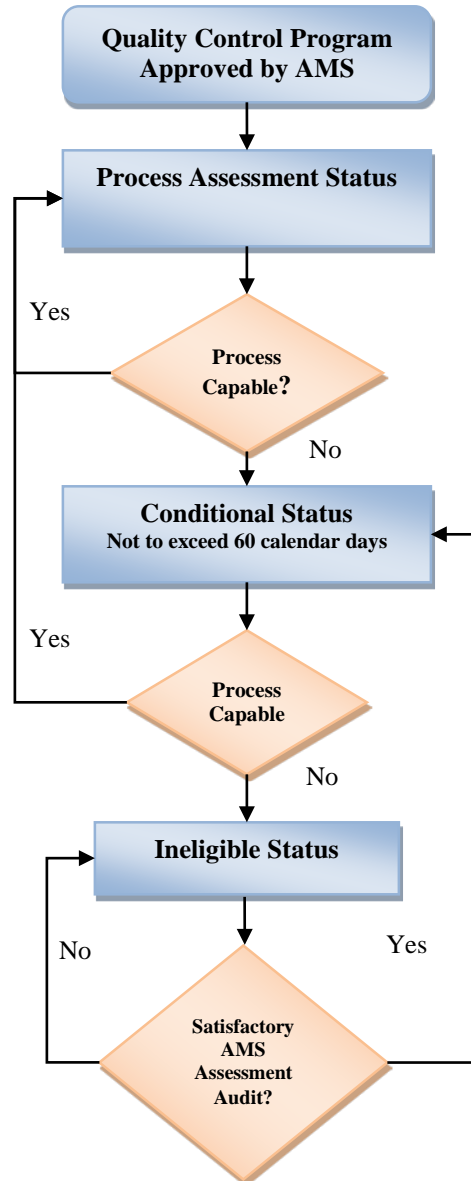 Quality Control Program
Approved by AMS
Process Assessment Status
Yes
Process
Capable?
No
Conditional Status
Not to exceed 60 calendar days
Yes
Process
Capable
No
Ineligible Status
No
Yes
Satisfactory
AMS
Assessment
Audit?